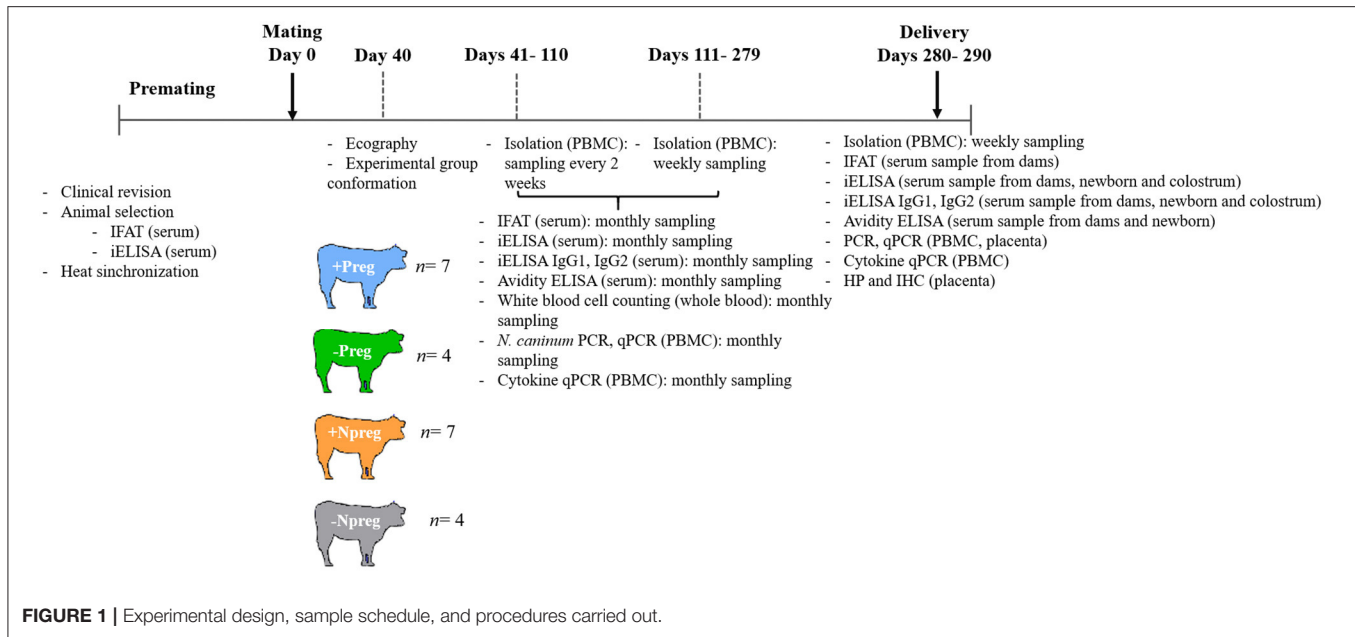 Mating
Day 0
Day 40
Days 41- 110
Days 111- 279
Delivery
Days 280- 290
Premating
- Clinical revision
- Animal selection
- IFAT (serum)
- iELISA (serum)
- Heat sinchronization
- Ecography
- Experimental group
conformation
+Preg
n= 7
-Preg
n= 4
+Npreg
n= 7
-Npreg
n= 4
- Isolation (PBMC):
sampling every 2
weeks
- Isolation (PBMC):
weekly sampling
- IFAT (serum): monthly sampling
- iELISA (serum): monthly sampling
- iELISA IgG1, IgG2 (serum): monthly sampling
- Avidity ELISA (serum): monthly sampling
- White blood cell counting (whole blood): monthly
sampling
- N. caninum PCR, qPCR (PBMC): monthly
sampling
- Cytokine qPCR (PBMC): monthly sampling
- Isolation (PBMC): weekly sampling
- IFAT (serum sample from dams)
- iELISA (serum sample from dams, newborn and colostrum)
- iELISA IgG1, IgG2 (serum sample from dams, newborn and colostrum)
- Avidity ELISA (serum sample from dams and newborn)
- PCR, qPCR (PBMC, placenta)
- Cytokine qPCR (PBMC)
- HP and IHC (placenta)
FIGURE 1 | Experimental design, sample schedule, and procedures carried out.